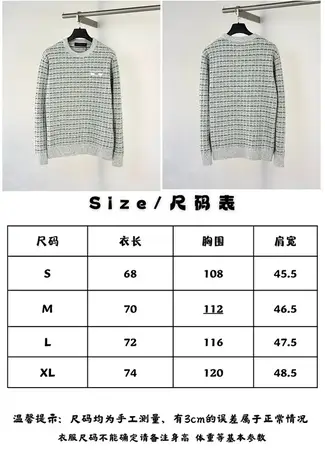 Size/尺码表
尺码 衣长 胸围 肩宽
S 68 108 45.5
M 70 112 46.5
L 72 116 47.5
XL 74 120 48.5
温馨提示：尺码均为手工测量、有3cm的误差属于正常情况
衣服尺码不能确定请备注身高 体重等基本参数